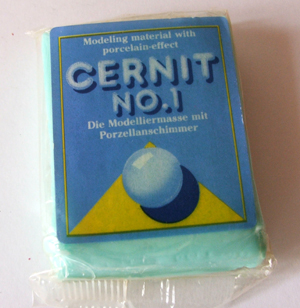 Modeling material with
porcelain-effect
CERNIT
NO.1
Die Modelliermasse mit
Porzellanschimmer